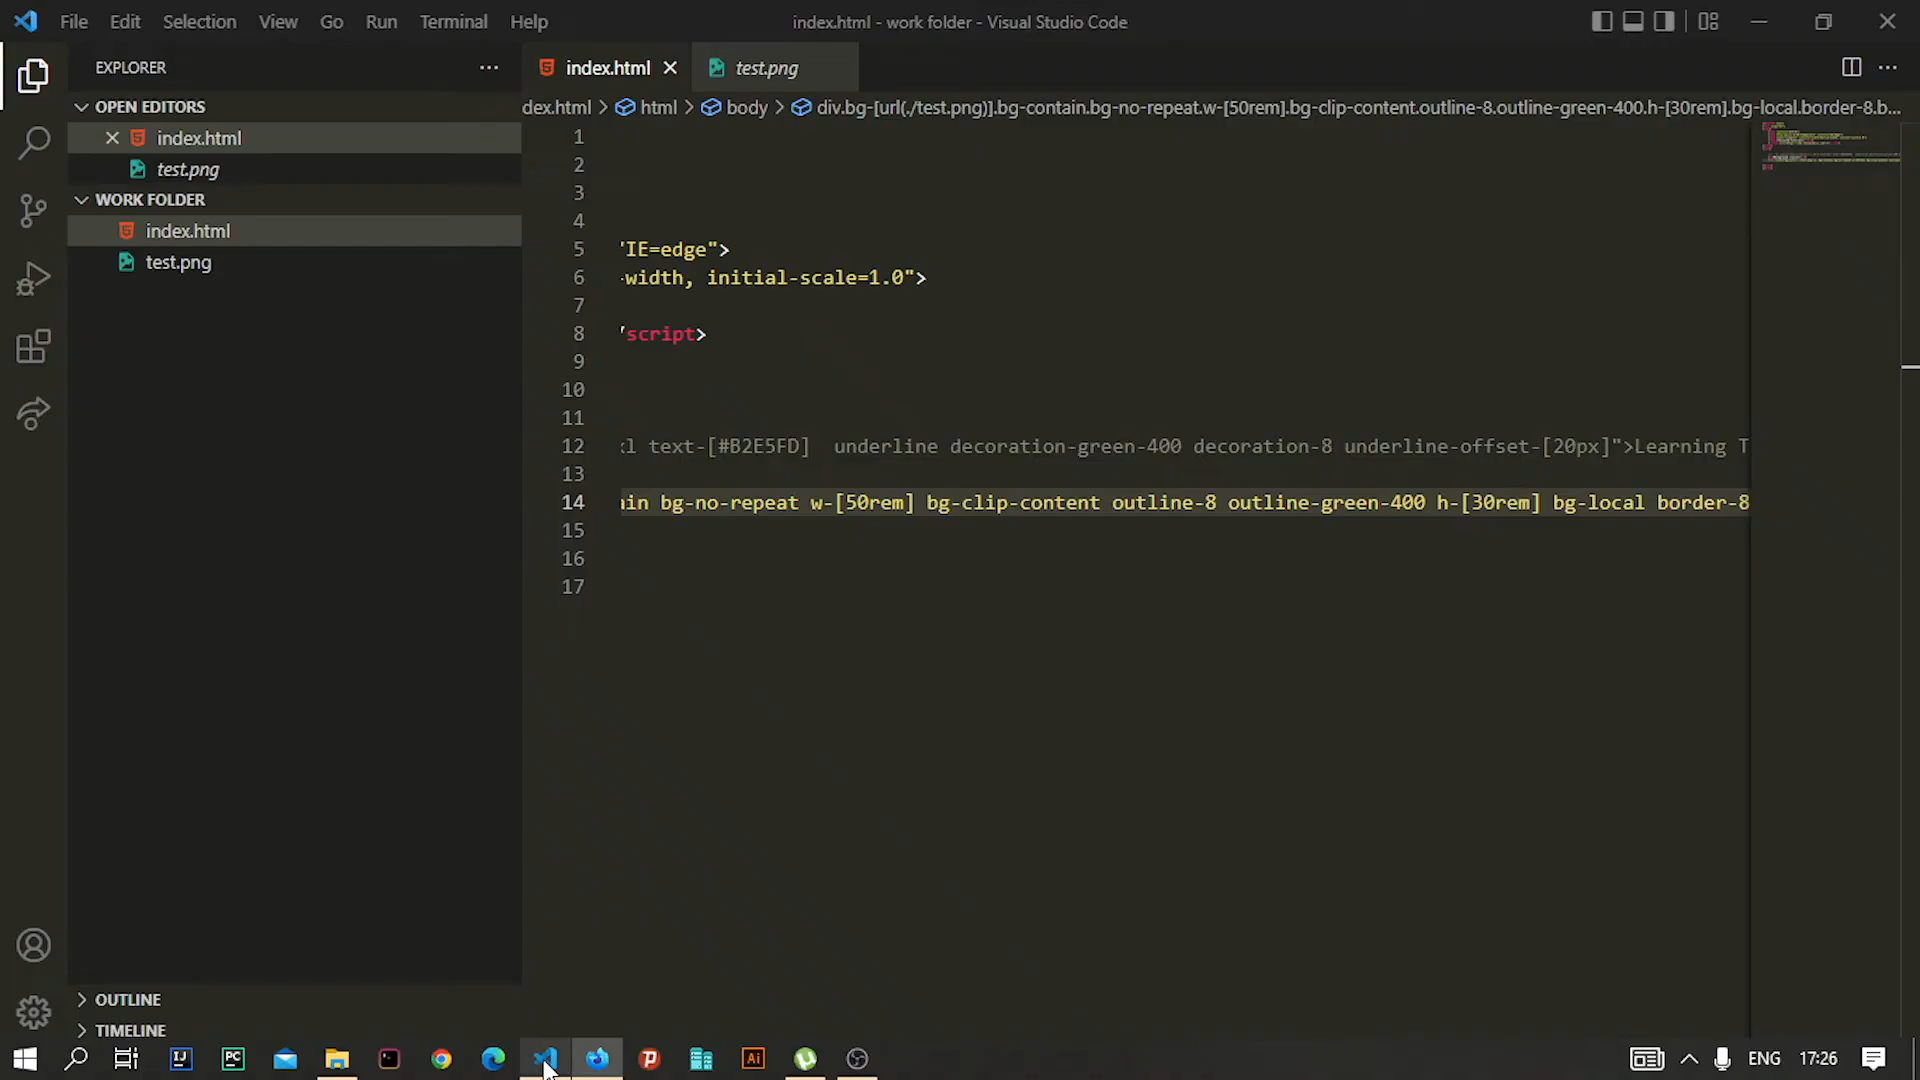 File Edit Selection View Go Run Terminal Help
index.html - work folder - Visual Studio Code
EXPLORER
index.html
test.png
OPEN EDITORS
dex.html > html > body > div.bg-[url(./test.png)].bg-contain.bg-no-repeat.w-[50rem].bg-clip-content.outline-8.outline-green-400.h-[30rem].bg-local.border-8.b...
index.html
test.png
WORK FOLDER
index.html
test.png
1
2
3
4
5 "IE=edge">
6 -width, initial-scale=1.0">
7
8 /script>
9
10
11
12 xl text-[#B2E5FD]  underline decoration-green-400 decoration-8 underline-offset-[20px]">Learning T
13
14 ain bg-no-repeat w-[50rem] bg-clip-content outline-8 outline-green-400 h-[30rem] bg-local border-8
15
16
17
OUTLINE
TIMELINE
IJ
PC
Ai
ENG
17:26